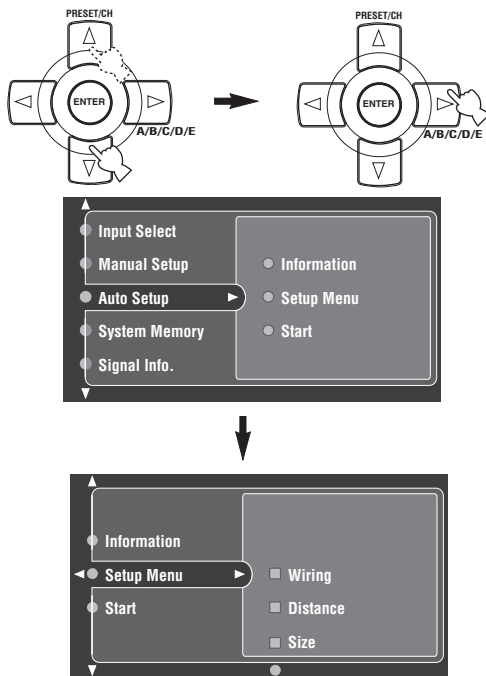 PRESET/CH
ENTER
A/B/C/D/E
PRESET/CH
ENTER
A/B/C/D/E
Input Select
Manual Setup
Auto Setup
System Memory
Signal Info.
Information
Setup Menu
Start
Information
Setup Menu
Start
Wiring
Distance
Size